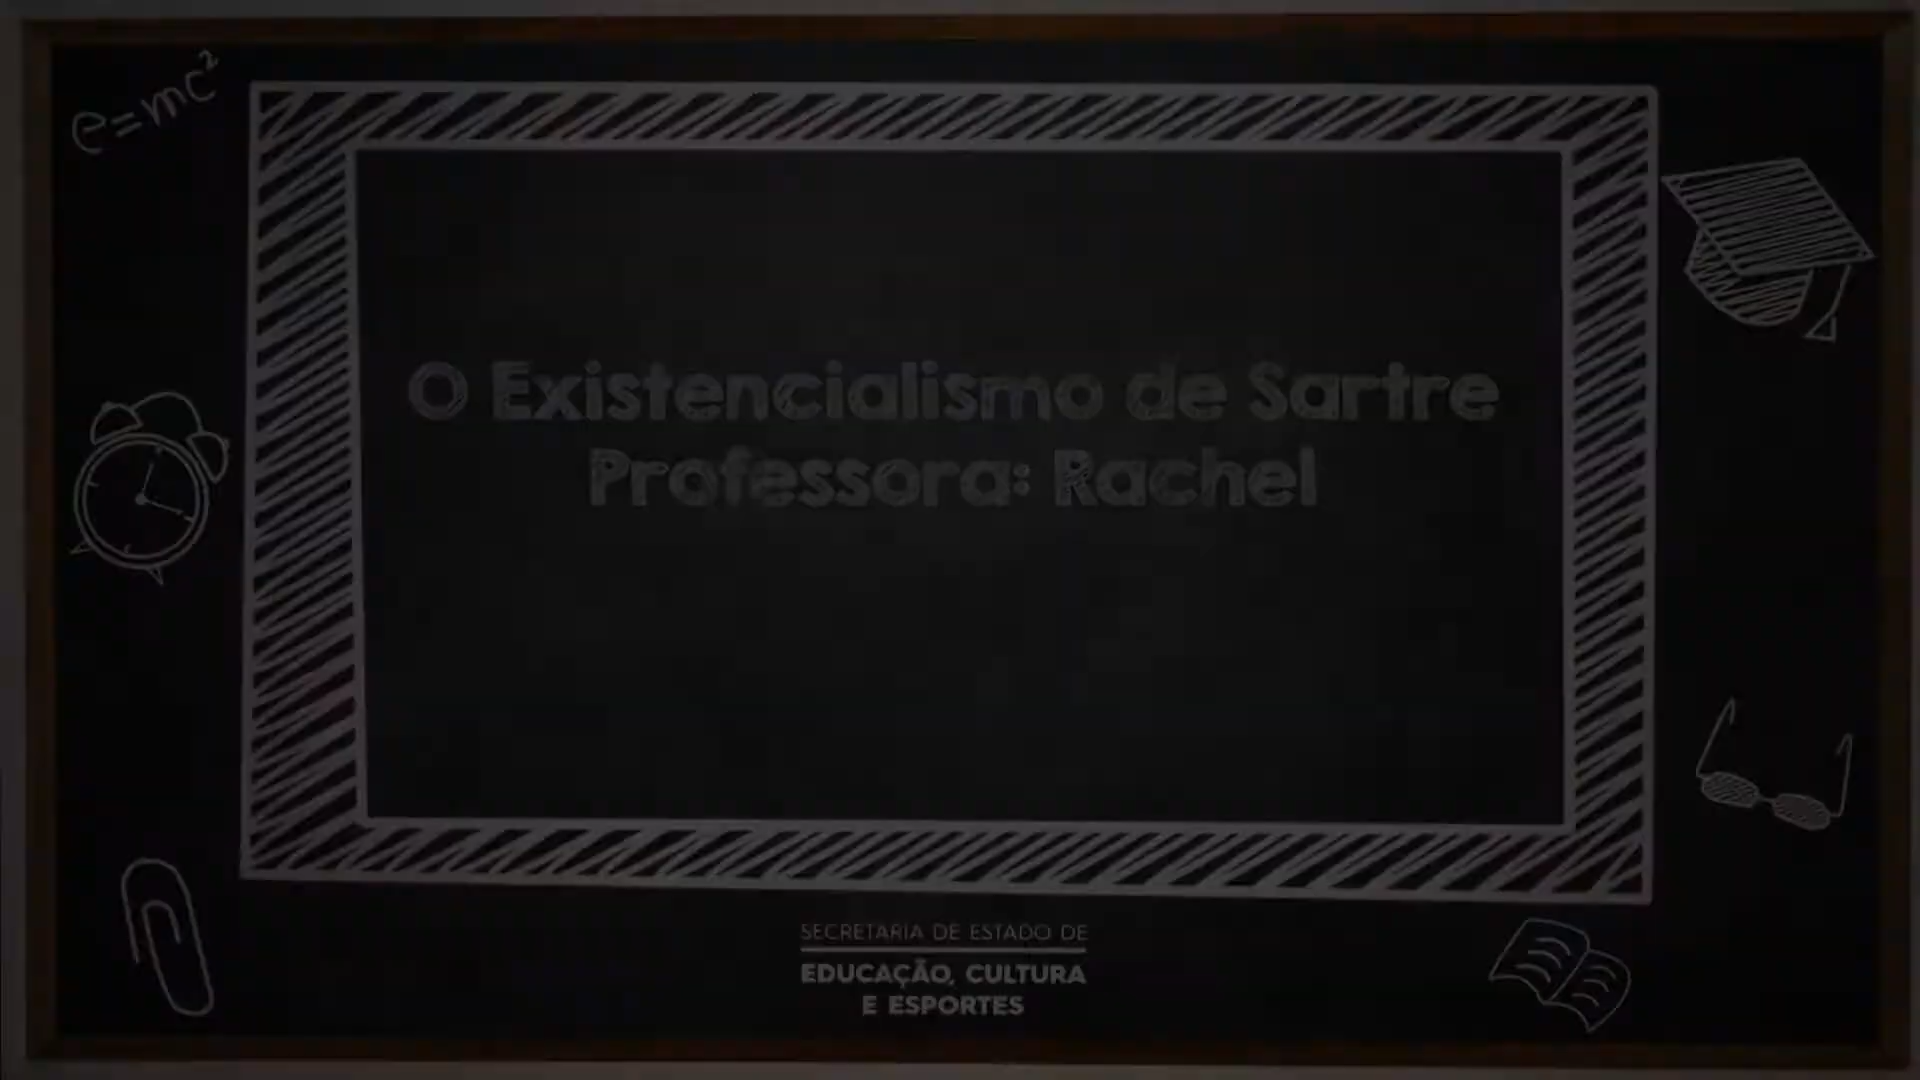 e=mc²
O Existencialismo de Sartre
Professora: Rachel
SECRETARIA DE ESTADO DE
EDUCAÇÃO, CULTURA
E ESPORTES